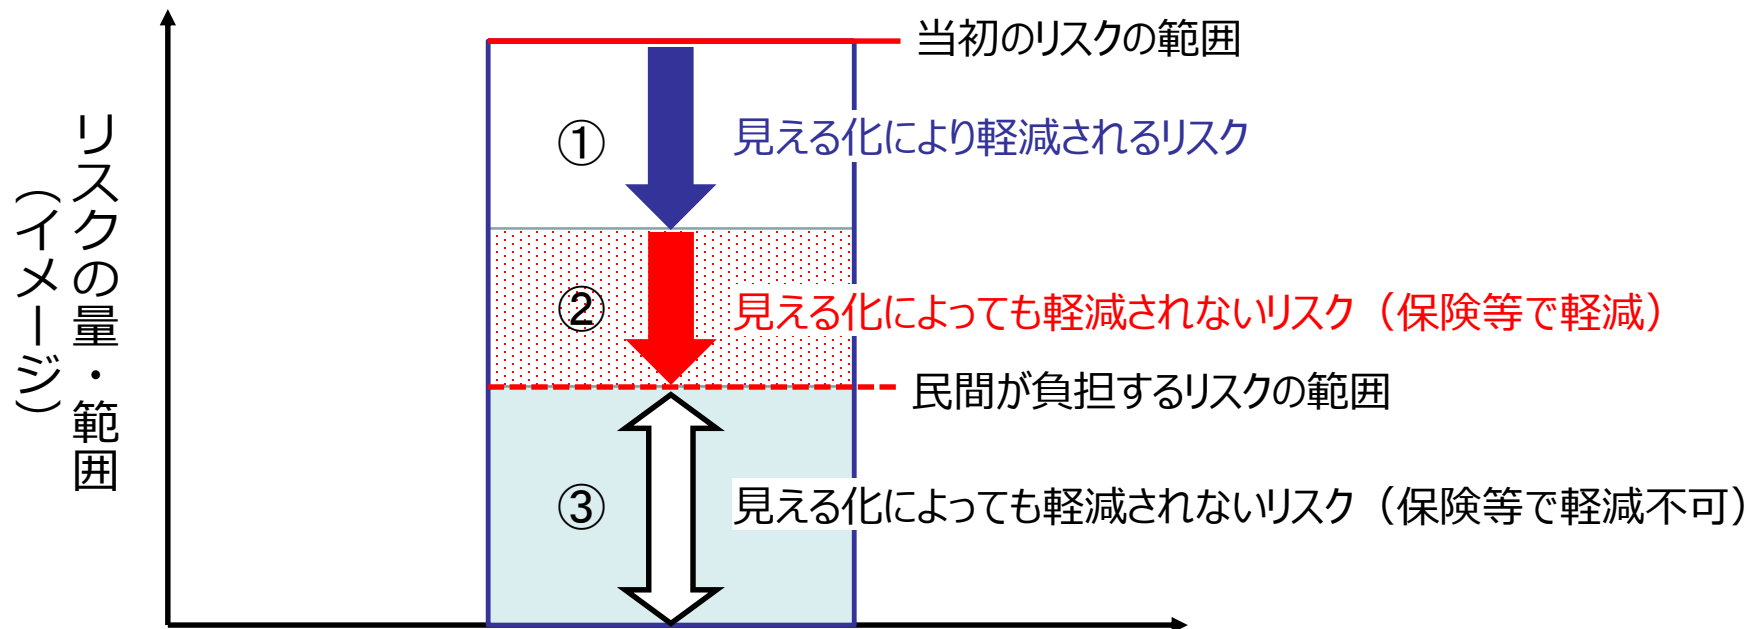 リスクの量・範囲
（イメージ）
当初のリスクの範囲
①
見える化により軽減されるリスク
②
見える化によっても軽減されないリスク（保険等で軽減）
民間が負担するリスクの範囲
③
見える化によっても軽減されないリスク（保険等で軽減不可）